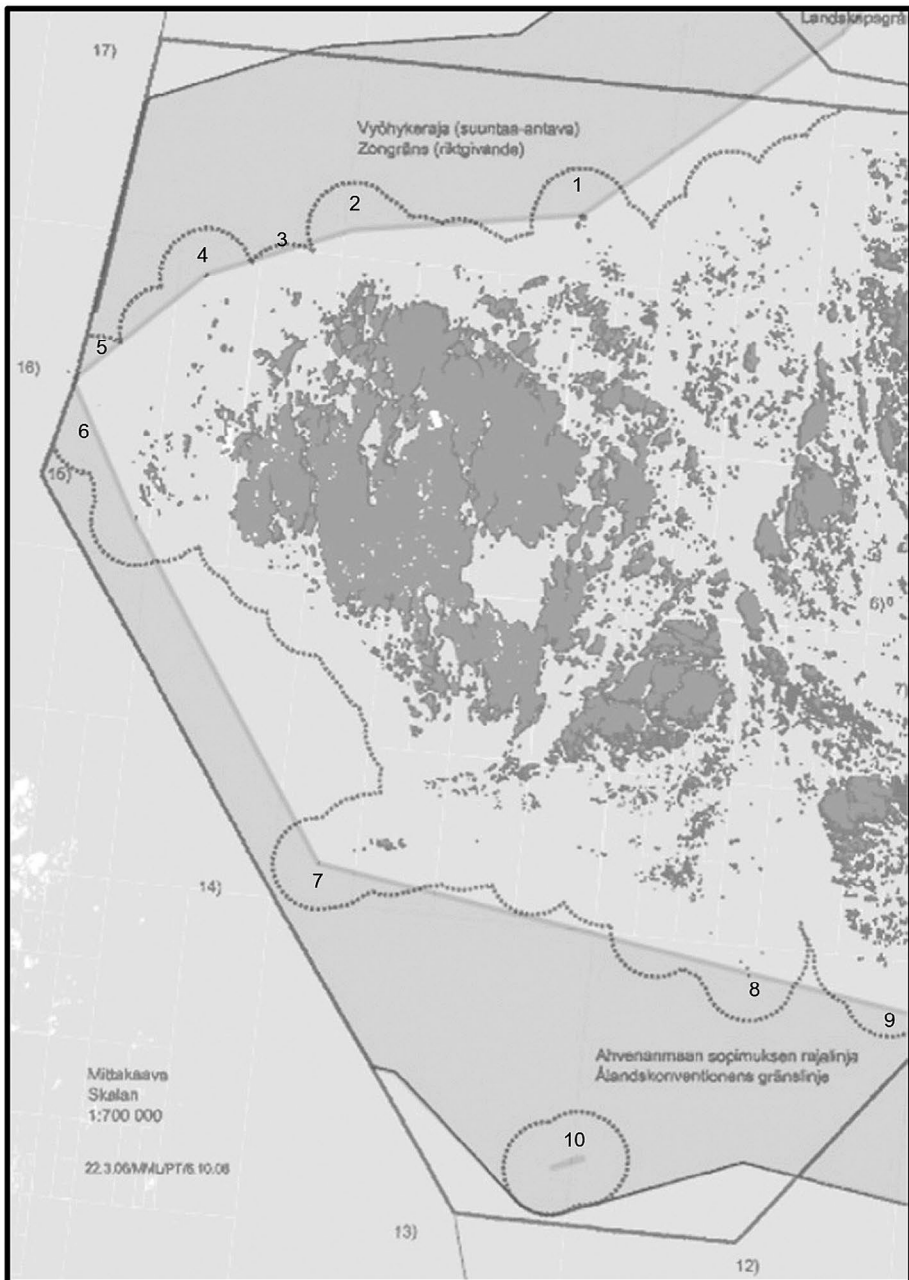 Landskapsgrä
17)
Vyöhykeraja (suuntaa-antava)
Zongräns (riktgivande)
1
2
3
4
5
16)
6
15)
6)
7)
7
14)
8
9
Ahvenanmaan sopimuksen rajalinja
Ålandskonventionens gränslinje
Mittakaava
Skalan
1:700 000
10
22.3.06/MML/PT/6.10.06
13)
12)